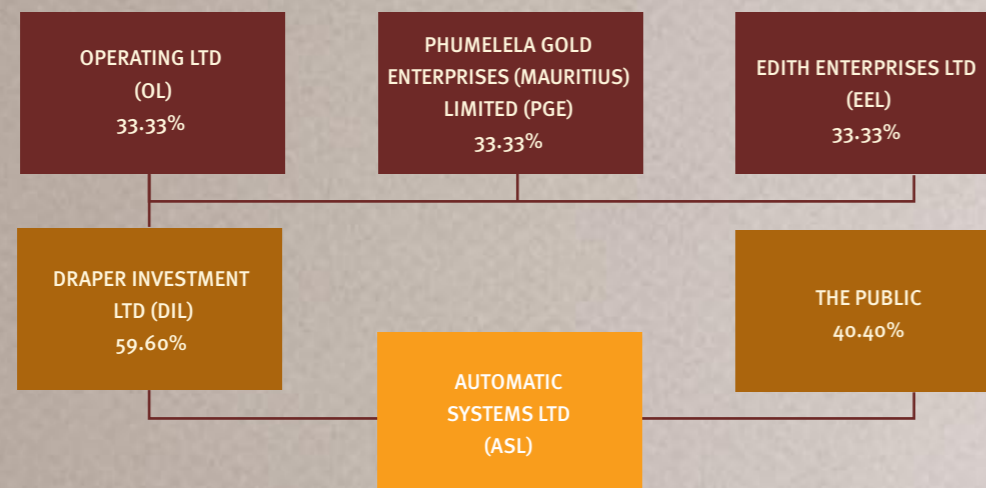 OPERATING LTD
(OL)
33.33%
PHUMELELA GOLD
ENTERPRISES (MAURITIUS)
LIMITED (PGE)
33.33%
EDITH ENTERPRISES LTD
(EEL)
33.33%
DRAPER INVESTMENT
LTD (DIL)
59.60%
THE PUBLIC
40.40%
AUTOMATIC
SYSTEMS LTD
(ASL)